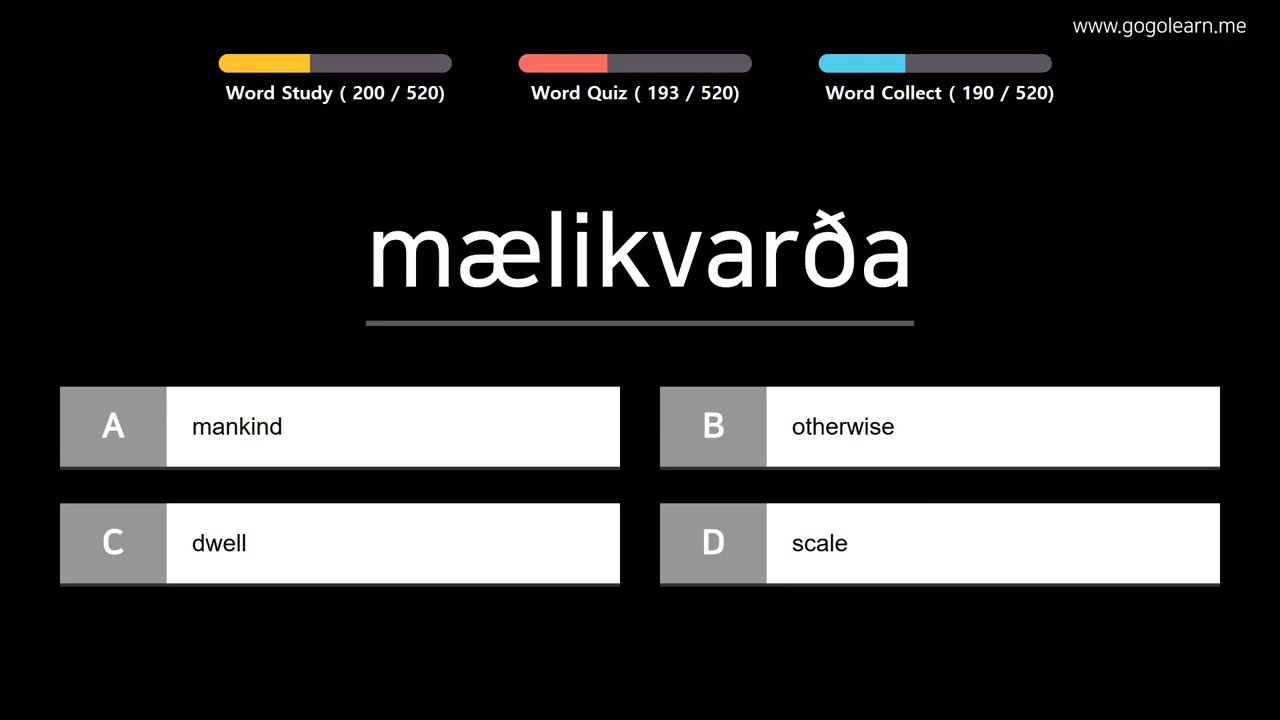 www.gogolearn.me
Word Study ( 200 / 520)
Word Quiz ( 193 / 520)
Word Collect ( 190 / 520)
mælikvarða
A mankind
B otherwise
C dwell
D scale